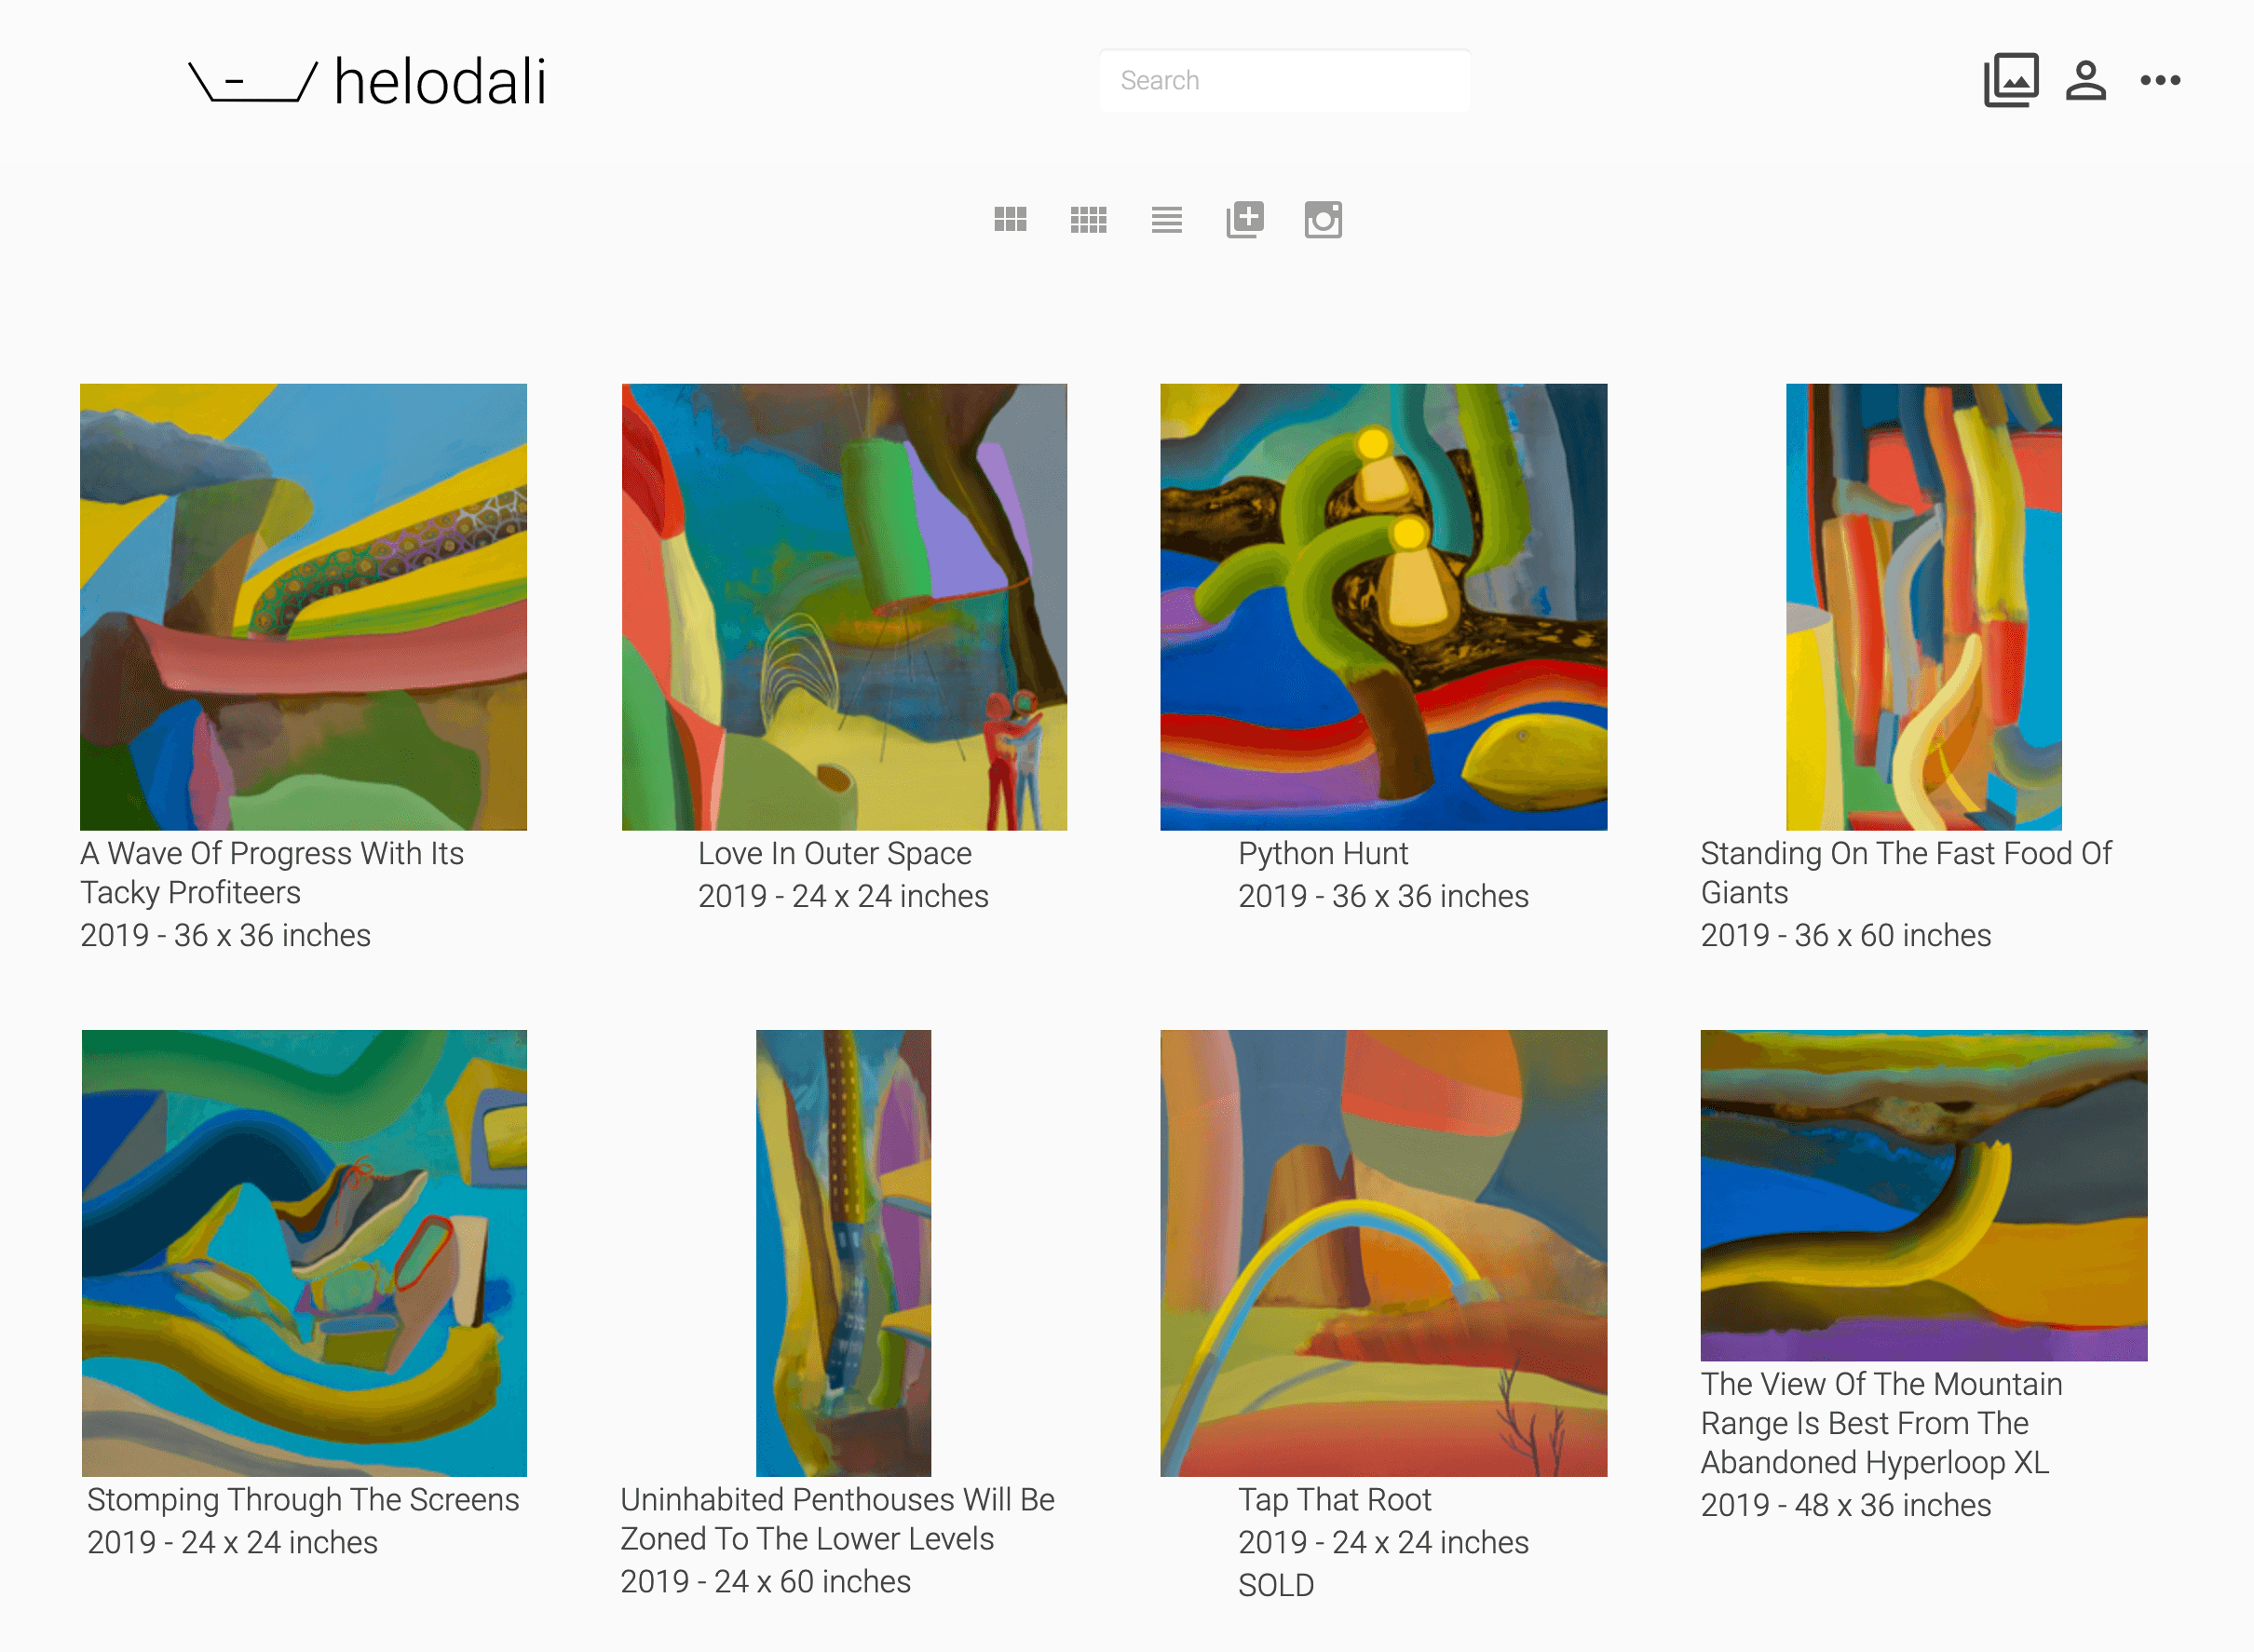 helodali
Search
A Wave Of Progress With Its
Tacky Profiteers
2019 - 36 x 36 inches
Love In Outer Space
2019 - 24 x 24 inches
Python Hunt
2019 - 36 x 36 inches
Standing On The Fast Food Of
Giants
2019 - 36 x 60 inches
Stomping Through The Screens
2019 - 24 x 24 inches
Uninhabited Penthouses Will Be
Zoned To The Lower Levels
2019 - 24 x 60 inches
Tap That Root
2019 - 24 x 24 inches
SOLD
The View Of The Mountain
Range Is Best From The
Abandoned Hyperloop XL
2019 - 48 x 36 inches